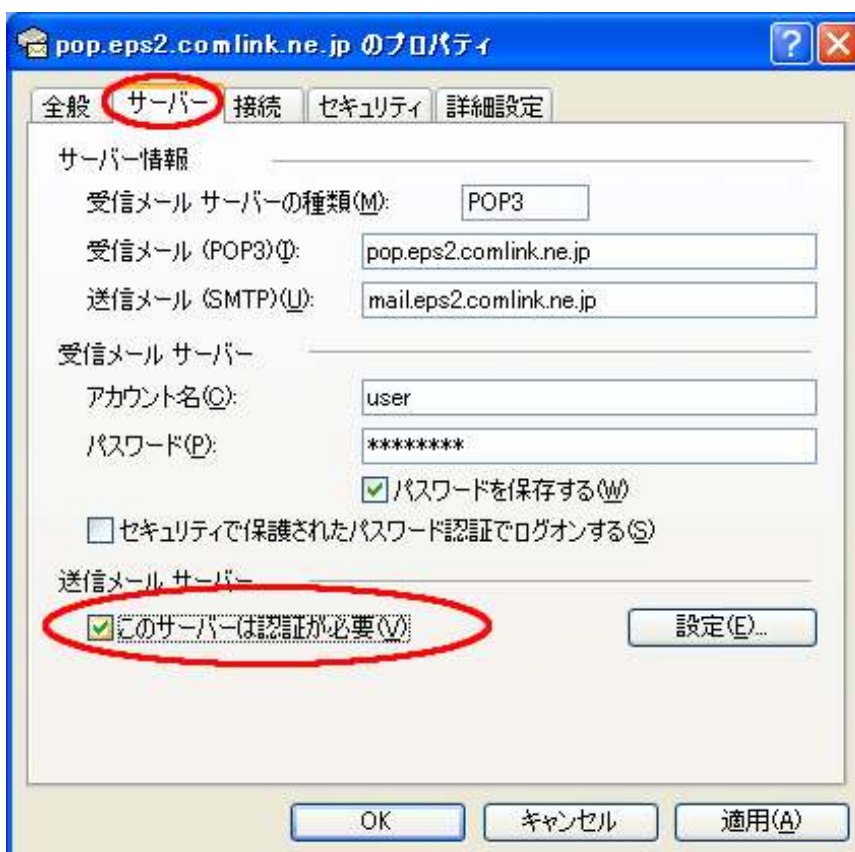 pop.eps2.comlink.ne.jp のプロパティ
全般 サーバー 接続 セキュリティ 詳細設定
サーバー情報
受信メール サーバーの種類(M): POP3
受信メール (POP3)(I): pop.eps2.comlink.ne.jp
送信メール (SMTP)(U): mail.eps2.comlink.ne.jp
受信メール サーバー
アカウント名(C): user
パスワード(P): ********
パスワードを保存する(W)
セキュリティで保護されたパスワード認証でログオンする(S)
送信メール サーバー
このサーバーは認証が必要(V) 設定(E)...
OK キャンセル 適用(A)